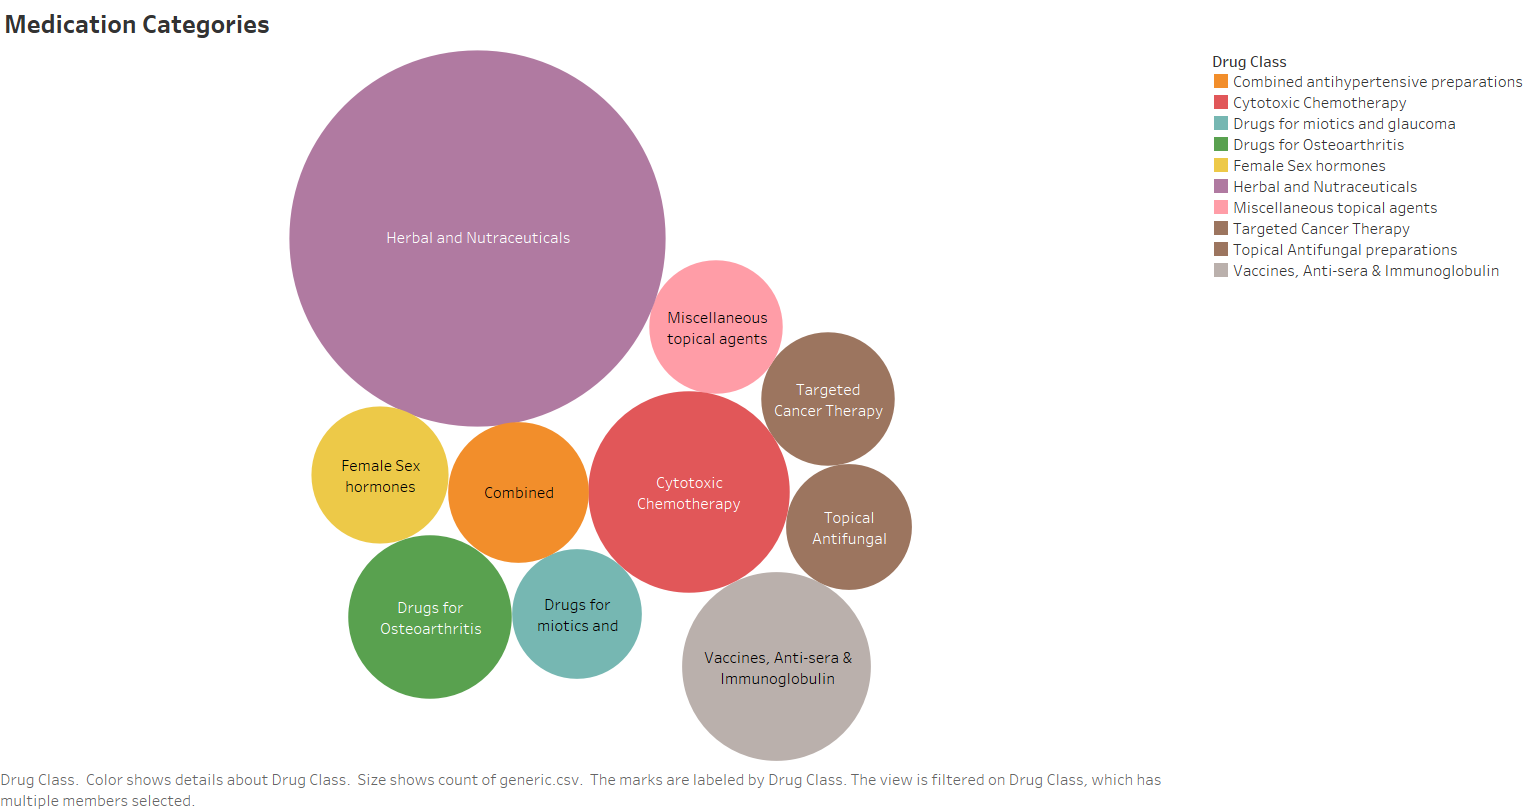 Medication Categories
Herbal and Nutraceuticals
Miscellaneous
topical agents
Targeted
Cancer Therapy
Female Sex
hormones
Combined
Cytotoxic
Chemotherapy
Topical
Antifungal
Drugs for
Osteoarthritis
Drugs for
miotics and
Vaccines, Anti-sera &
Immunoglobulin
Drug Class
Combined antihypertensive preparations
Cytotoxic Chemotherapy
Drugs for miotics and glaucoma
Drugs for Osteoarthritis
Female Sex hormones
Herbal and Nutraceuticals
Miscellaneous topical agents
Targeted Cancer Therapy
Topical Antifungal preparations
Vaccines, Anti-sera & Immunoglobulin
Drug Class.  Color shows details about Drug Class.  Size shows count of generic.csv.  The marks are labeled by Drug Class. The view is filtered on Drug Class, which has
multiple members selected.